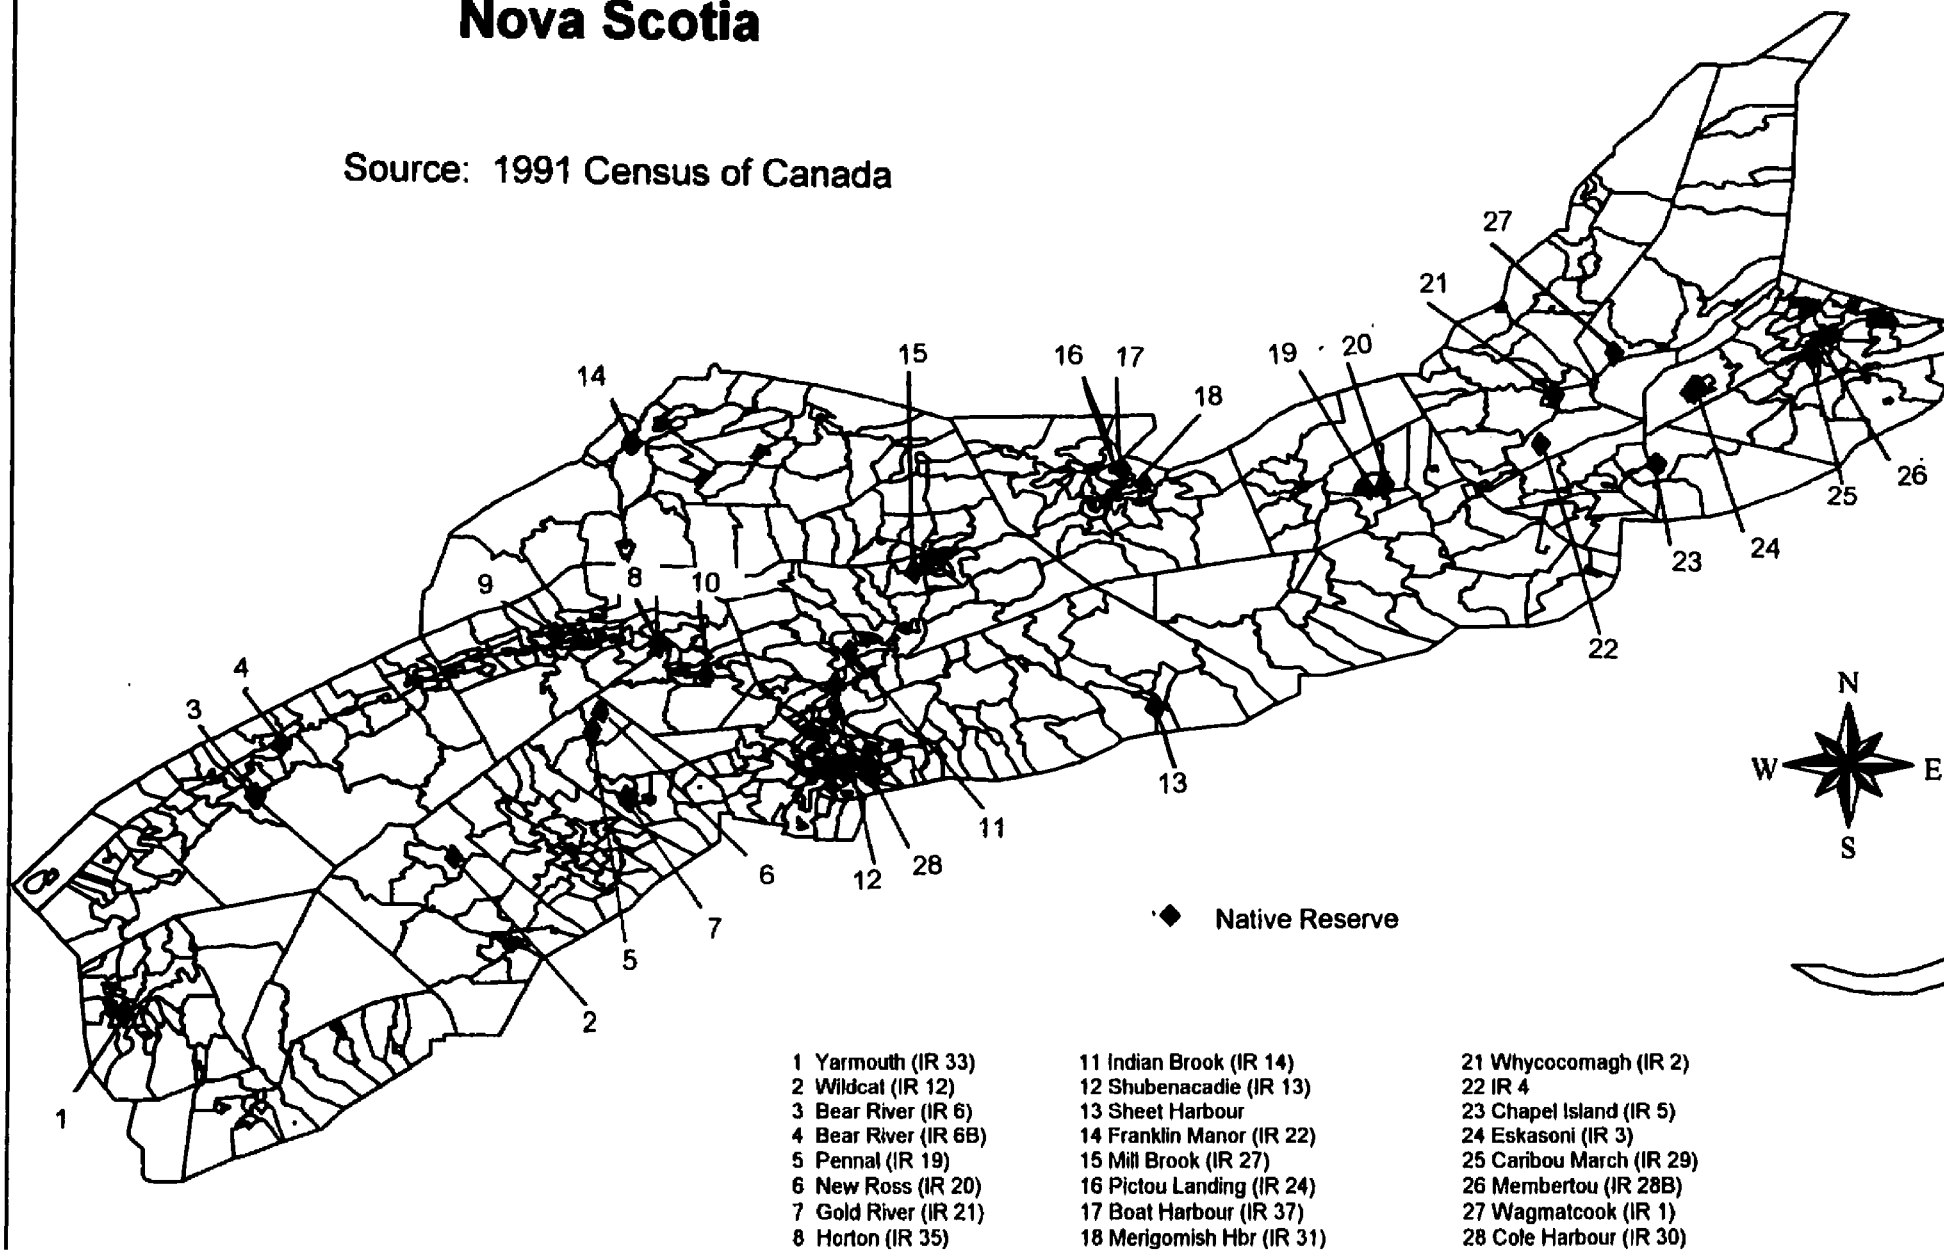 Nova Scotia
Source: 1991 Census of Canada
27
21
15
16
17
19
20
14
18
26
25
24
23
9
8
10
22
4
3
N
W
E
S
13
11
28
12
6
7
5
2
1
Native Reserve
1 Yarmouth (IR 33)
2 Wildcat (IR 12)
3 Bear River (IR 6)
4 Bear River (IR 6B)
5 Pennal (IR 19)
6 New Ross (IR 20)
7 Gold River (IR 21)
8 Horton (IR 35)
11 Indian Brook (IR 14)
12 Shubenacadie (IR 13)
13 Sheet Harbour
14 Franklin Manor (IR 22)
15 Mill Brook (IR 27)
16 Pictou Landing (IR 24)
17 Boat Harbour (IR 37)
18 Merigomish Hbr (IR 31)
21 Whycocomagh (IR 2)
22 IR 4
23 Chapel Island (IR 5)
24 Eskasoni (IR 3)
25 Caribou March (IR 29)
26 Membertou (IR 28B)
27 Wagmatcook (IR 1)
28 Cole Harbour (IR 30)